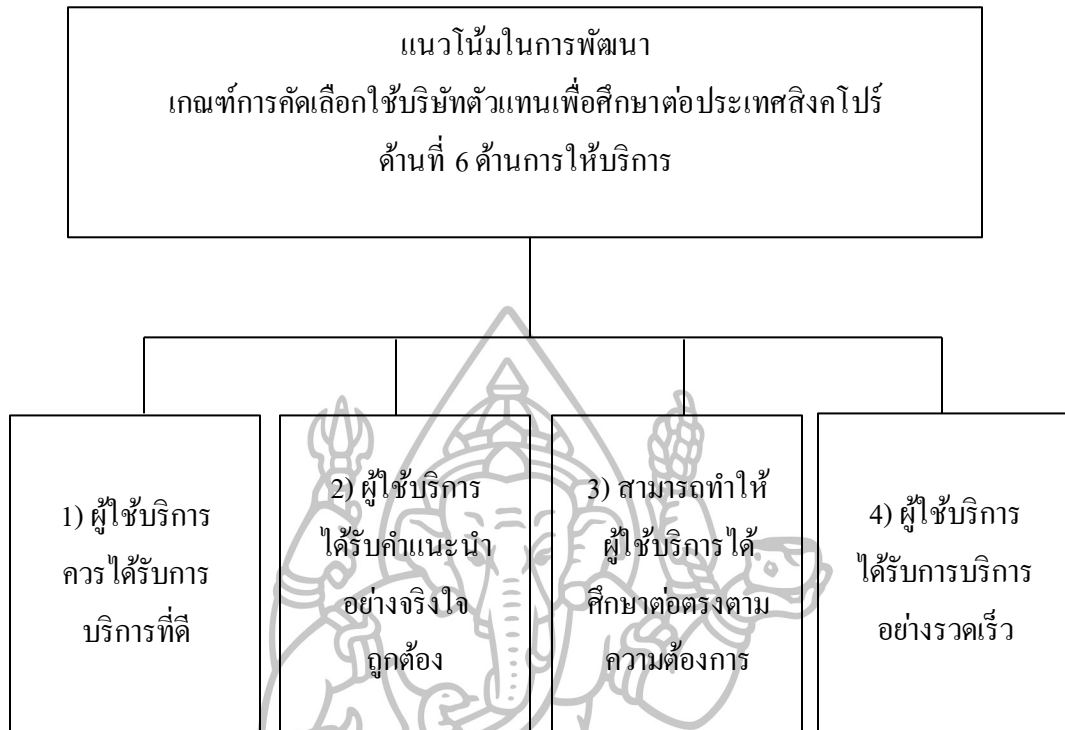 แนวโน้มในการพัฒนา
เกณฑ์การคัดเลือกใช้บริษัทตัวแทนเพื่อศึกษาต่อประเทศสิงคโปร์
ด้านที่ 6 ด้านการให้บริการ
1) ผู้ใช้บริการ
ควรได้รับการ
บริการที่ดี
2) ผู้ใช้บริการ
ได้รับคำแนะนำ
อย่างจริงใจ
ถูกต้อง
3) สามารถทำให้
ผู้ใช้บริการได้
ศึกษาต่อตรงตาม
ความต้องการ
4) ผู้ใช้บริการ
ได้รับการบริการ
อย่างรวดเร็ว